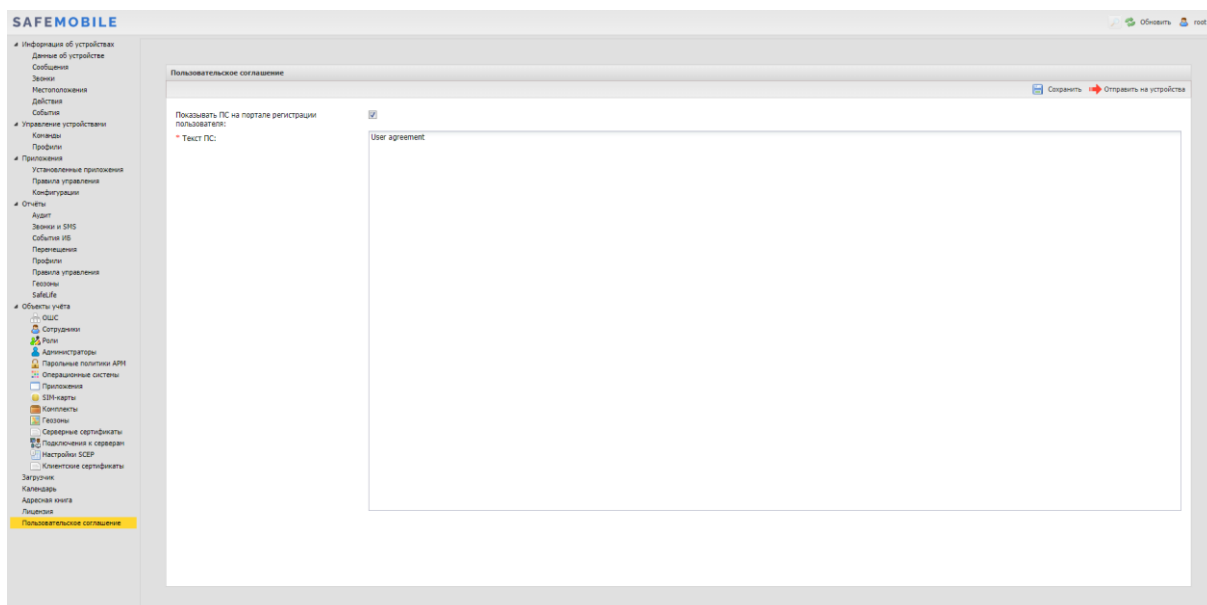 SAFEMOBILE
Обновить root
Информация об устройствах
Данные об устройстве
Сообщения
Звонки
Местоположения
Действия
События
Управление устройствами
Команды
Профили
Приложения
Установленные приложения
Правила управления
Конфигурации
Отчёты
Аудит
Звонки и SMS
События ИБ
Перемещения
Профили
Правила управления
Геозоны
SafeLife
Объекты учёта
ОШС
Сотрудники
Роли
Администраторы
Парольные политики АРМ
Операционные системы
Приложения
SIM-карты
Комплекты
Геозоны
Серверные сертификаты
Подключения к серверам
Настройки SCEP
Клиентские сертификаты
Загрузчик
Календарь
Адресная книга
Лицензия
Пользовательское соглашение
Пользовательское соглашение
Сохранить Отправить на устройства
Показывать ПС на портале регистрации
пользователя:
* Текст ПС:
User agreement